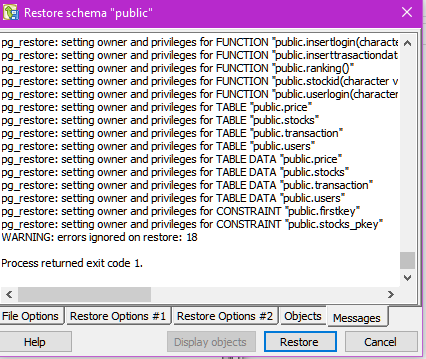 Restore schema "public"
pg_restore: setting owner and privileges for FUNCTION "public.insertlogin(character
pg_restore: setting owner and privileges for FUNCTION "public.inserttrasactiondata
pg_restore: setting owner and privileges for FUNCTION "public.ranking()"
pg_restore: setting owner and privileges for FUNCTION "public.stockid(character v
pg_restore: setting owner and privileges for FUNCTION "public.userlogin(character
pg_restore: setting owner and privileges for TABLE "public.price"
pg_restore: setting owner and privileges for TABLE "public.stocks"
pg_restore: setting owner and privileges for TABLE "public.transaction"
pg_restore: setting owner and privileges for TABLE "public.users"
pg_restore: setting owner and privileges for TABLE DATA "public.price"
pg_restore: setting owner and privileges for TABLE DATA "public.stocks"
pg_restore: setting owner and privileges for TABLE DATA "public.transaction"
pg_restore: setting owner and privileges for TABLE DATA "public.users"
pg_restore: setting owner and privileges for CONSTRAINT "public.firstkey"
pg_restore: setting owner and privileges for CONSTRAINT "public.stocks_pkey"
WARNING: errors ignored on restore: 18
Process returned exit code 1.
File Options Restore Options #1 Restore Options #2 Objects Messages
Help Display objects Restore Cancel